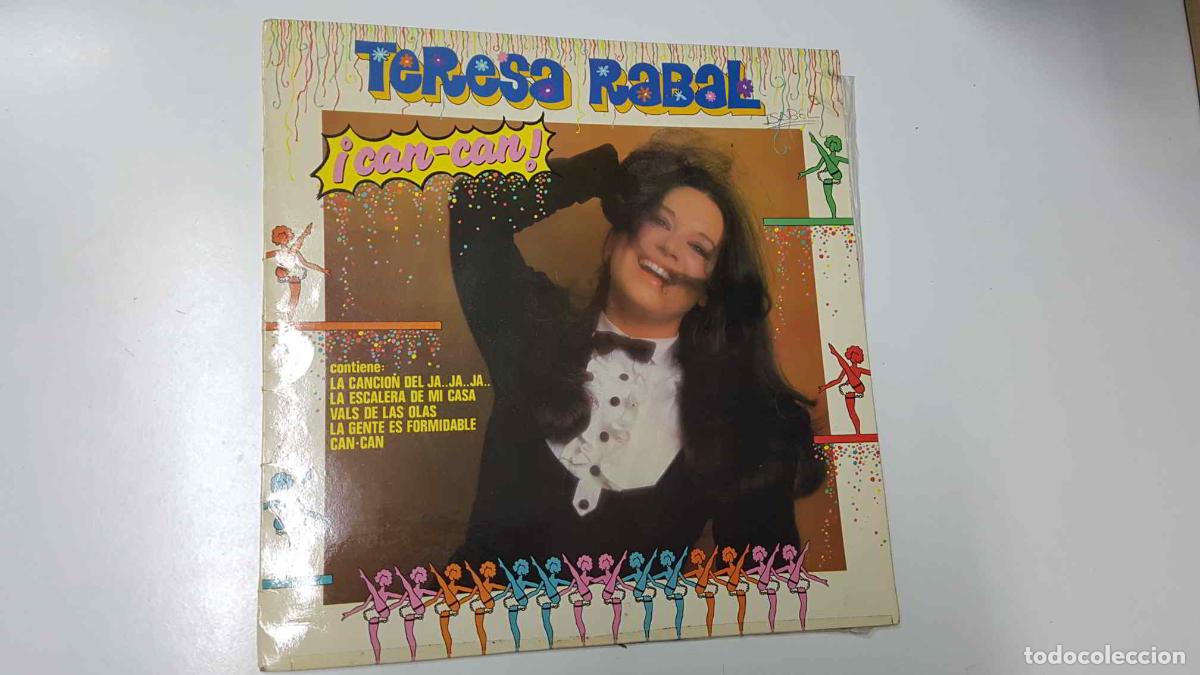 TERESA RABAL
ISABEL
¡can-can!
contiene:
LA CANCION DEL JA..JA..JA..
LA ESCALERA DE MI CASA
VALS DE LAS OLAS
LA GENTE ES FORMIDABLE
CAN-CAN
todocoleccion